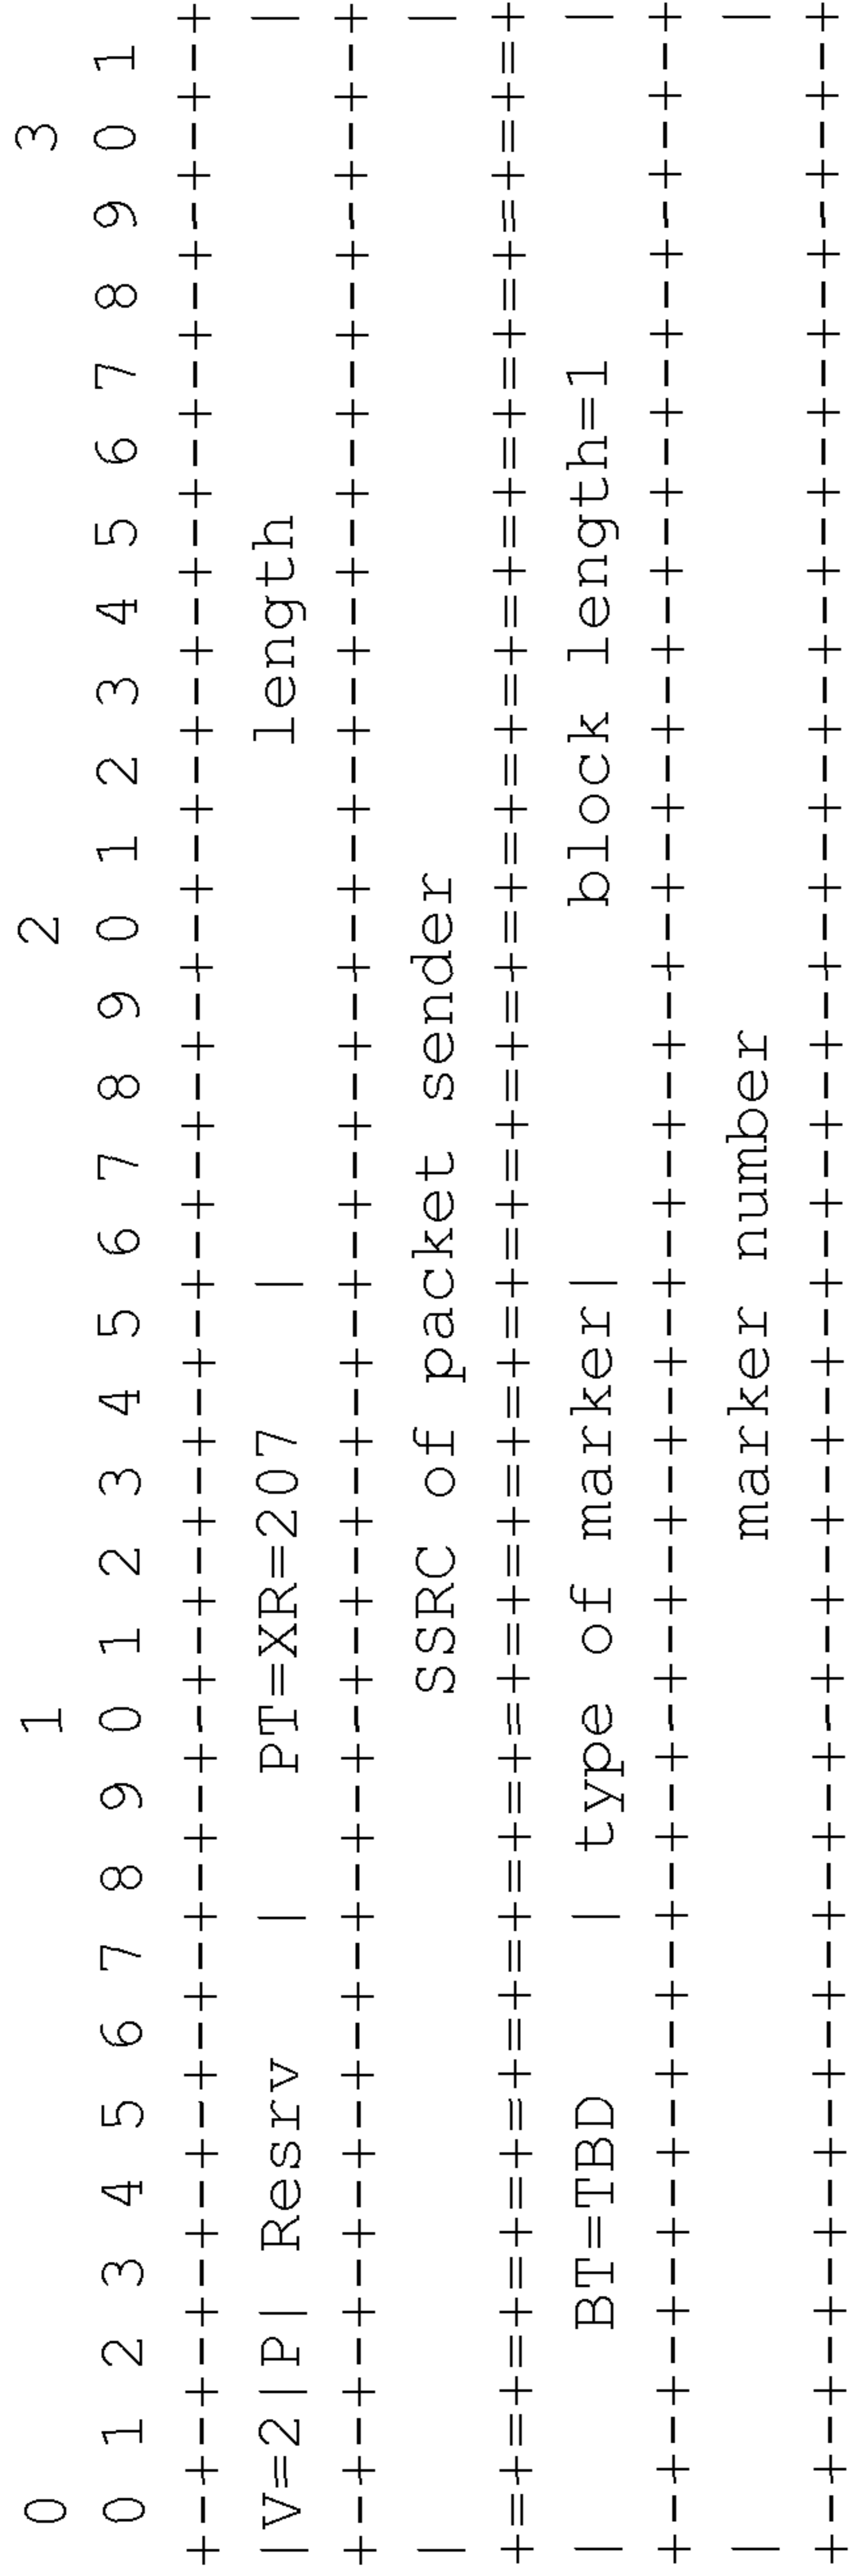 0                   1                   2                   3
 0 1 2 3 4 5 6 7 8 9 0 1 2 3 4 5 6 7 8 9 0 1 2 3 4 5 6 7 8 9 0 1
+-+-+-+-+-+-+-+-+-+-+-+-+-+-+-+-+-+-+-+-+-+-+-+-+-+-+-+-+-+-+-+-+
|V=2|P| Resrv   |   PT=XR=207   |             length            |
+-+-+-+-+-+-+-+-+-+-+-+-+-+-+-+-+-+-+-+-+-+-+-+-+-+-+-+-+-+-+-+-+
|                     SSRC of packet sender                     |
+=+=+=+=+=+=+=+=+=+=+=+=+=+=+=+=+=+=+=+=+=+=+=+=+=+=+=+=+=+=+=+=+
|     BT=TBD    | type of marker|         block length=1        |
+-+-+-+-+-+-+-+-+-+-+-+-+-+-+-+-+-+-+-+-+-+-+-+-+-+-+-+-+-+-+-+-+
|                         marker number                         |
+-+-+-+-+-+-+-+-+-+-+-+-+-+-+-+-+-+-+-+-+-+-+-+-+-+-+-+-+-+-+-+-+